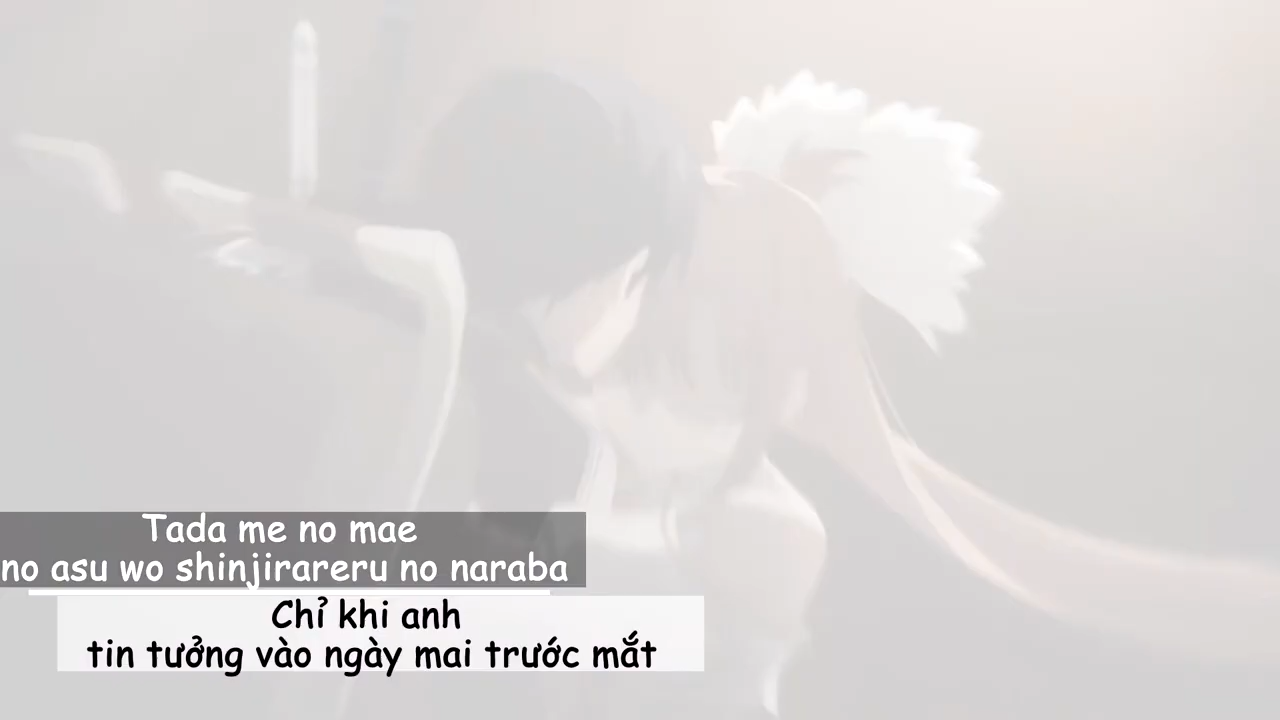 Tada me no mae
no asu wo shinjirareru no naraba
Chỉ khi anh
tin tưởng vào ngày mai trước mắt